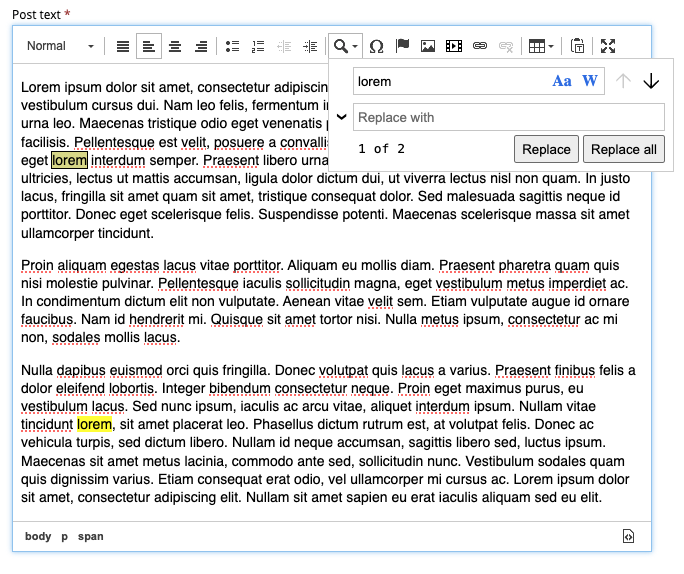 Post text *
Normal
lorem Aa W
Replace with
1 of 2 Replace Replace all
Lorem ipsum dolor sit amet, consectetur adipiscin
vestibulum cursus dui. Nam leo felis, fermentum i
urna leo. Maecenas tristique odio eget venenatis
facilisis. Pellentesque est velit, posuere a convallis
eget lorem interdum semper. Praesent libero urna
ultricies, lectus ut mattis accumsan, ligula dolor dictum dui, ut viverra lectus nisl non quam. In justo
lacus, fringilla sit amet quam sit amet, tristique consequat dolor. Sed malesuada sagittis neque id
porttitor. Donec eget scelerisque felis. Suspendisse potenti. Maecenas scelerisque massa sit amet
ullamcorper tincidunt.
Proin aliquam egestas lacus vitae porttitor. Aliquam eu mollis diam. Praesent pharetra quam quis
nisi molestie pulvinar. Pellentesque iaculis sollicitudin magna, eget vestibulum metus imperdiet ac.
In condimentum dictum elit non vulputate. Aenean vitae velit sem. Etiam vulputate augue id ornare
faucibus. Nam id hendrerit mi. Quisque sit amet tortor nisi. Nulla metus ipsum, consectetur ac mi
non, sodales mollis lacus.
Nulla dapibus euismod orci quis fringilla. Donec volutpat quis lacus a varius. Praesent finibus felis a
dolor eleifend lobortis. Integer bibendum consectetur neque. Proin eget maximus purus, eu
vestibulum lacus. Sed nunc ipsum, iaculis ac arcu vitae, aliquet interdum ipsum. Nullam vitae
tincidunt lorem, sit amet placerat leo. Phasellus dictum rutrum est, at volutpat felis. Donec ac
vehicula turpis, sed dictum libero. Nullam id neque accumsan, sagittis libero sed, luctus ipsum.
Maecenas sit amet metus lacinia, commodo ante sed, sollicitudin nunc. Vestibulum sodales quam
quis dignissim varius. Etiam consequat erat odio, vel ullamcorper mi cursus ac. Lorem ipsum dolor
sit amet, consectetur adipiscing elit. Nullam sit amet sapien eu erat iaculis aliquam sed eu elit.
body p span